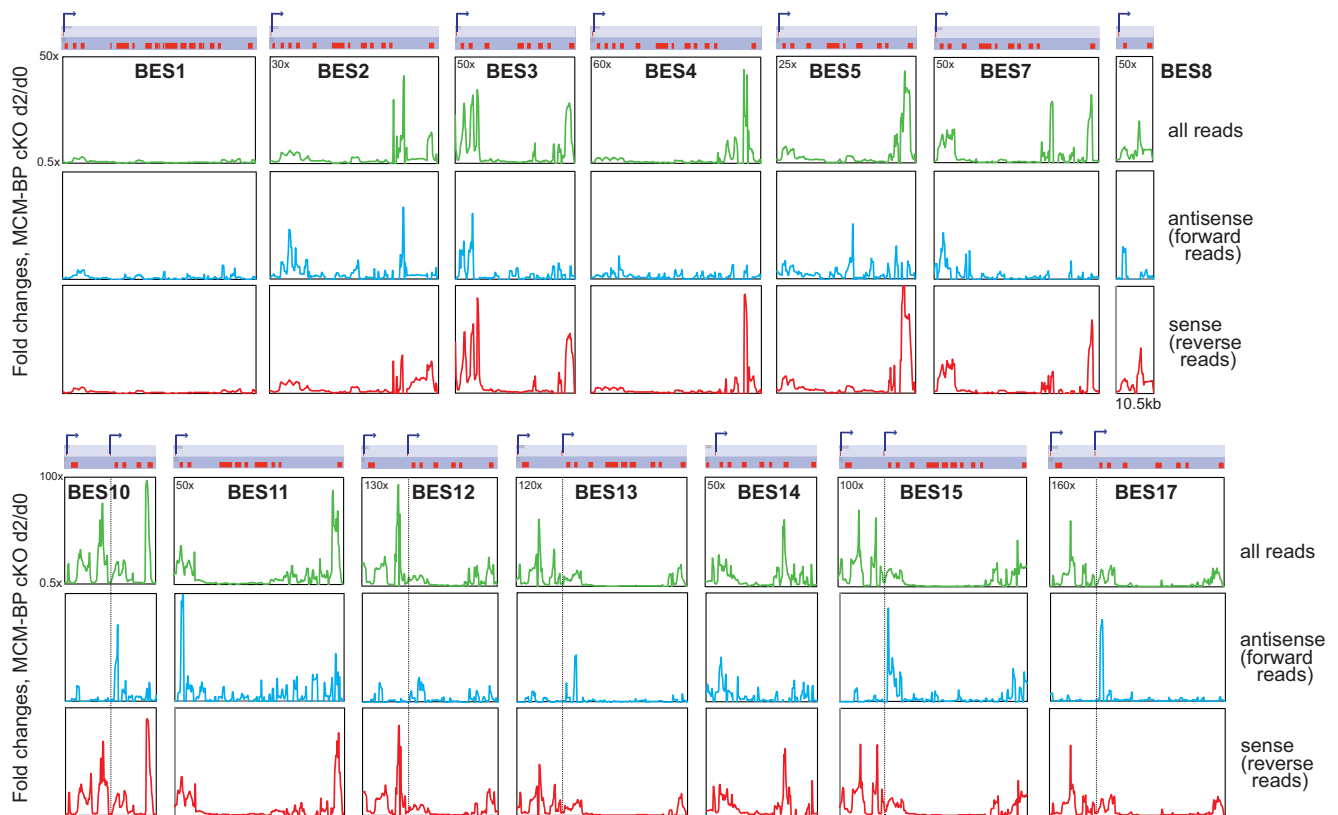 BES1
BES2
BES3
BES4
BES5
BES7
BES8
50x
30x
50x
60x
25x
50x
50x
0.5x
Fold changes, MCM-BP cKO d2/d0
all reads
antisense
(forward
reads)
sense
(reverse
reads)
10.5kb
BES10
BES11
BES12
BES13
BES14
BES15
BES17
100x
50x
130x
120x
50x
100x
160x
0.5x
Fold changes, MCM-BP cKO d2/d0
all reads
antisense
(forward
reads)
sense
(reverse
reads)